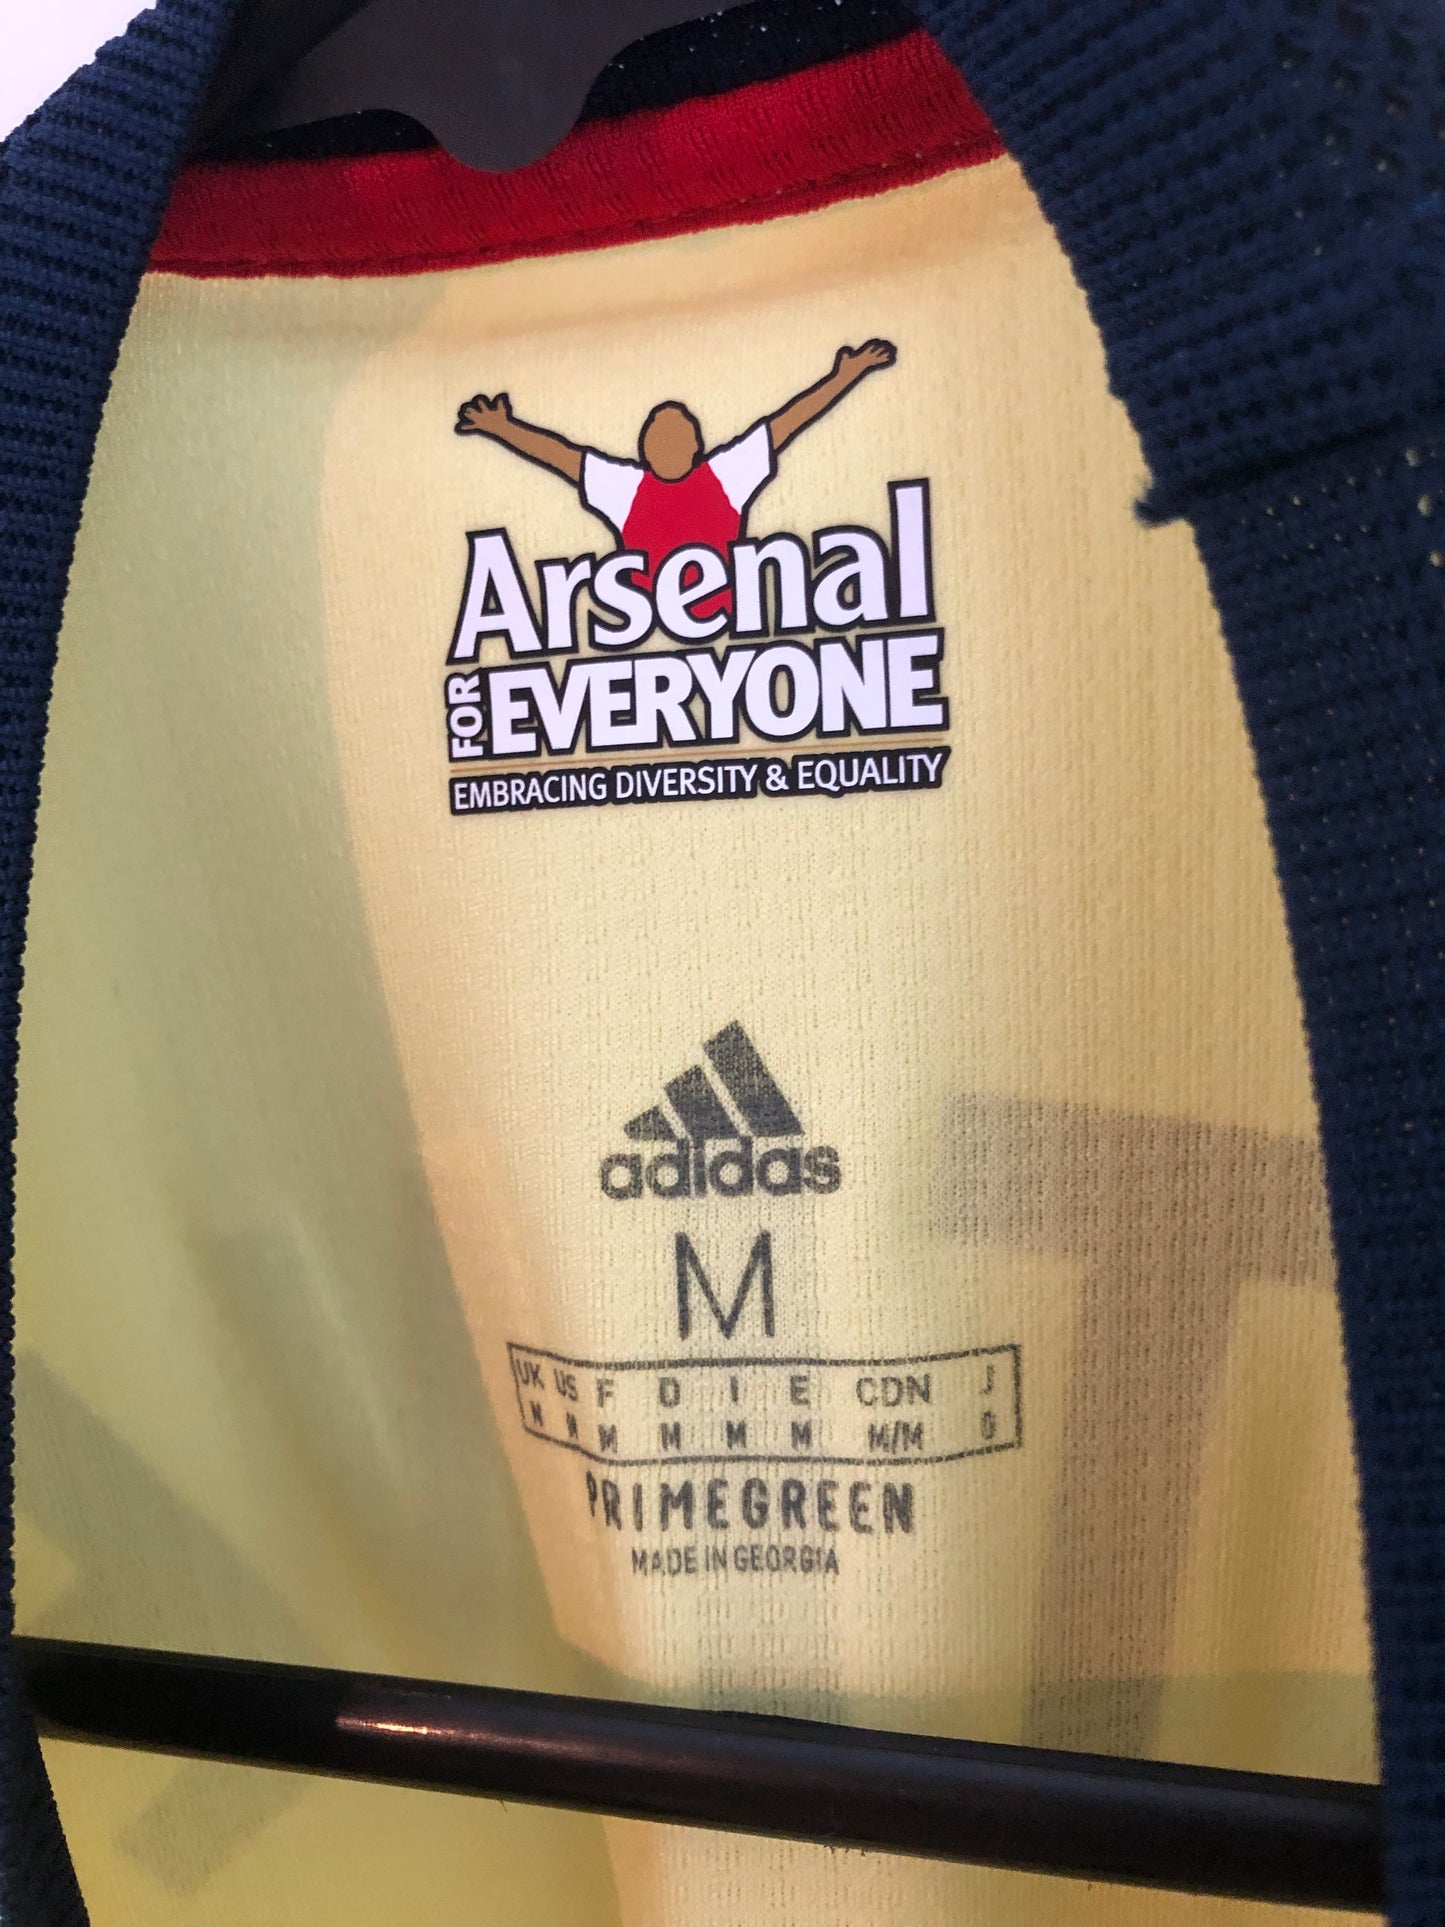 Arsenal
FOR EVERYONE
EMBRACING DIVERSITY & EQUALITY
adidas
M
UK US F D I E CDN J
M M M M M M M/M O
PRIMEGREEN
MADE IN GEORGIA